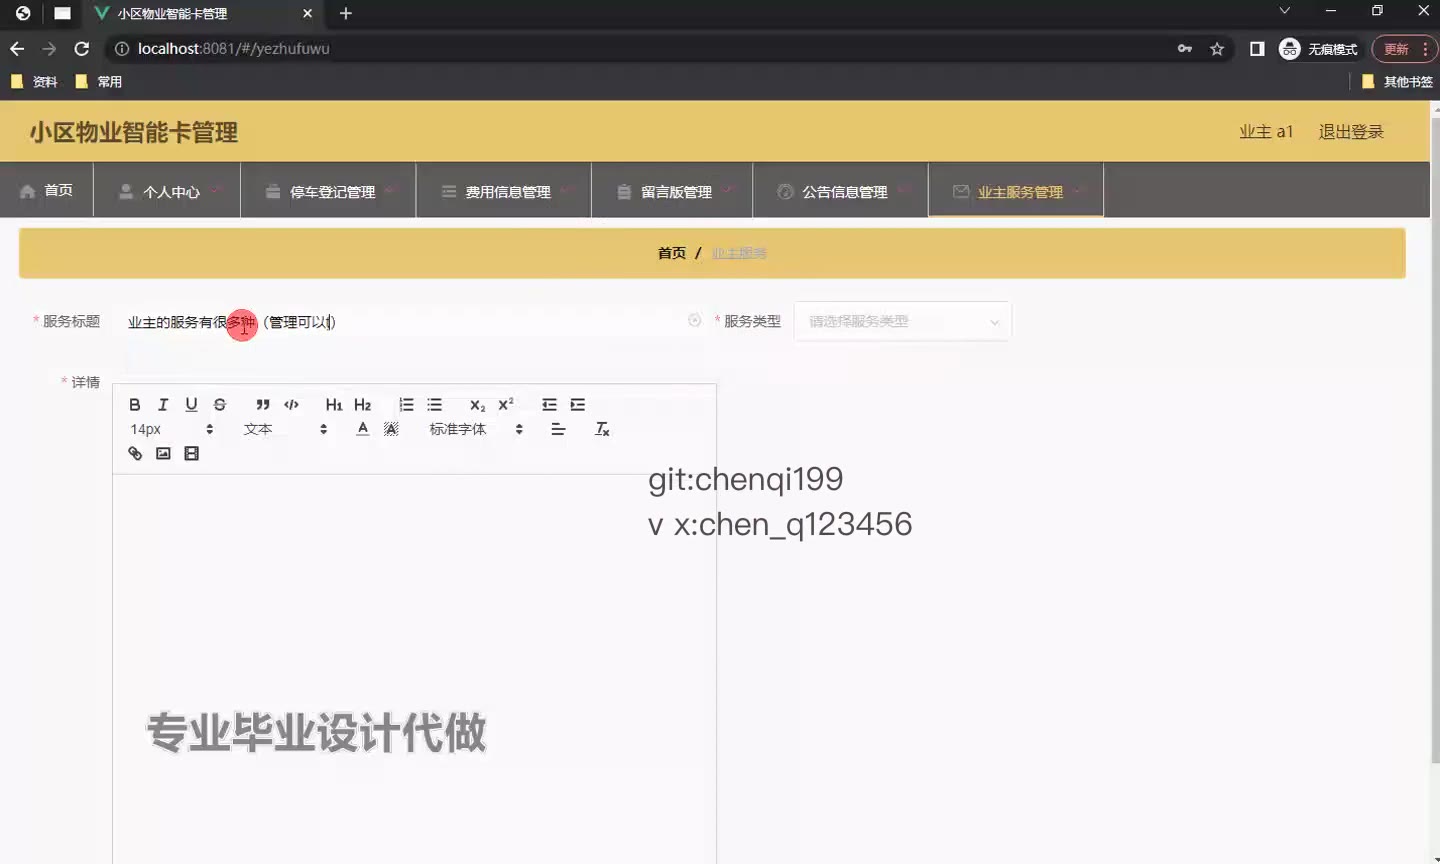 小区物业智能卡管理
localhost:8081/#/yezhufuwu
无痕模式
更新
资料
常用
其他书签
小区物业智能卡管理
业主 a1
退出登录
首页
个人中心
停车登记管理
费用信息管理
留言版管理
公告信息管理
业主服务管理
首页 / 业主服务
* 服务标题
业主的服务有很多种（管理可以t）
* 服务类型
请选择服务类型
* 详情
B I U S ” </> H1 H2 X₂ X²
14px 文本 A A 标准字体 Tx
git:chenqi199
v x:chen_q123456
专业毕业设计代做